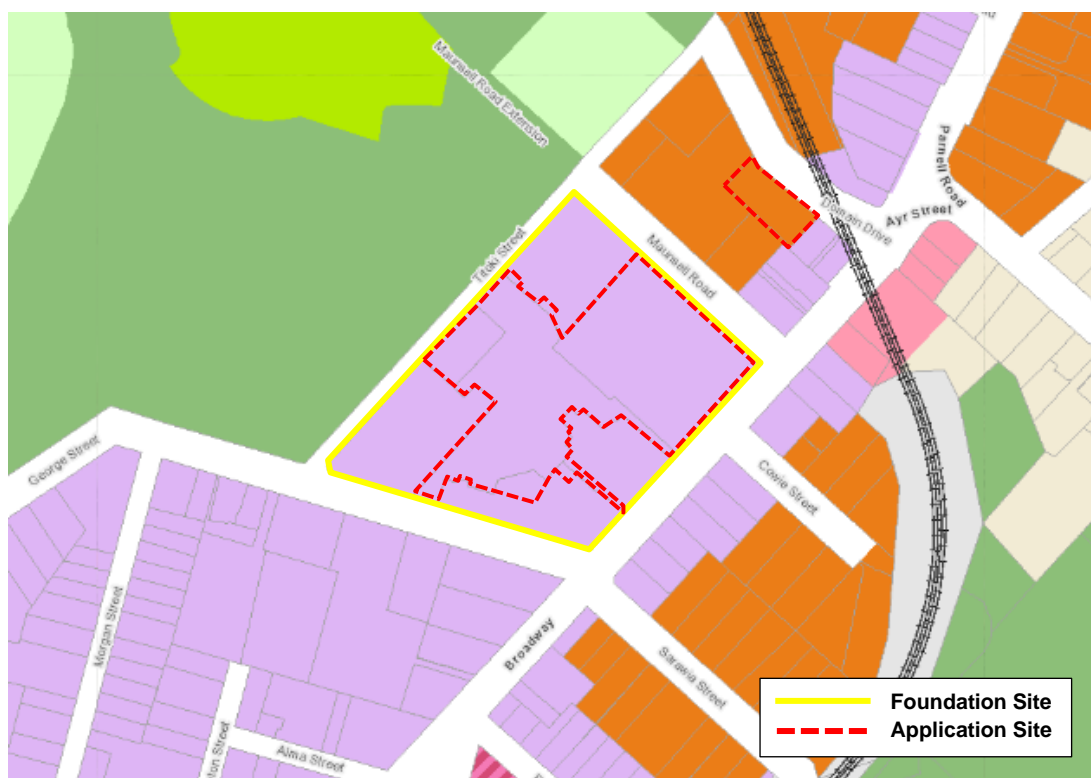 Maunsell Road Extension
Parnell Road
Ayr Street
Domain Drive
Titoki Street
Maunsell Road
George Street
Cowie Street
Morgan Street
Broadway
Sarawia Street
Alma Street
Foundation Site
Application Site